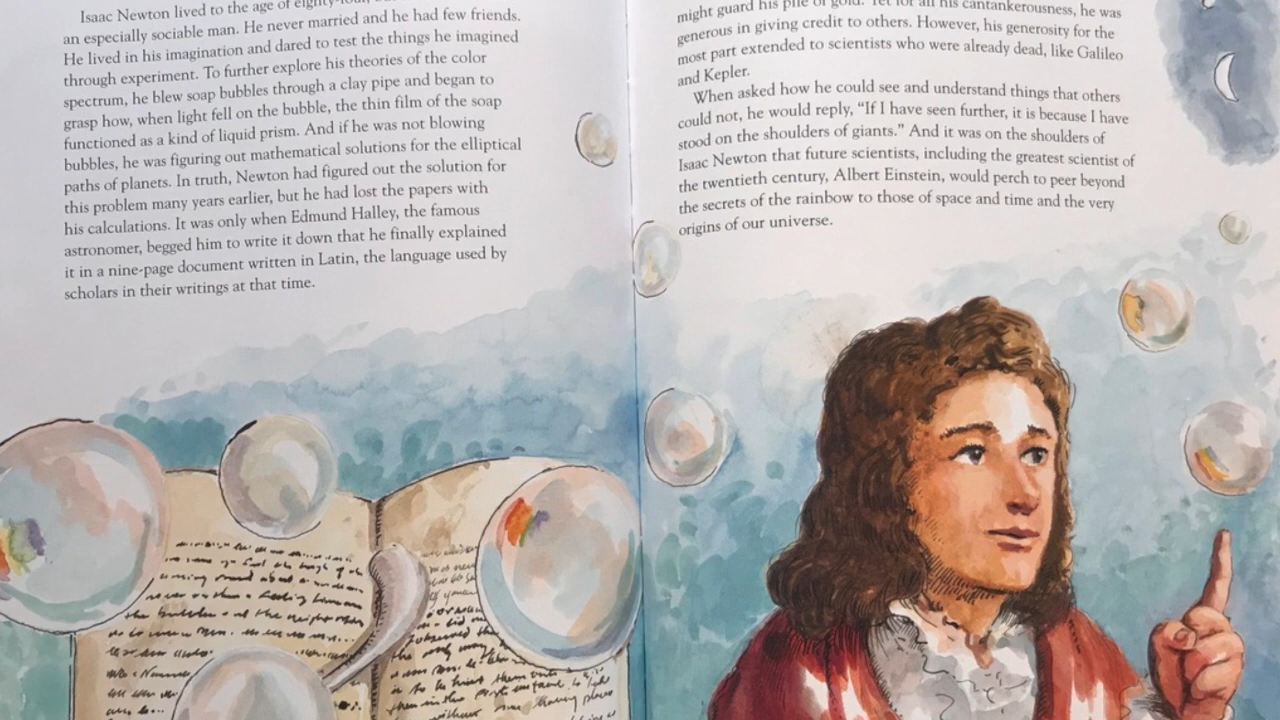 Isaac Newton lived to the age of eighty-four,
an especially sociable man. He never married and he had few friends.
He lived in his imagination and dared to test the things he imagined
through experiment. To further explore his theories of the color
spectrum, he blew soap bubbles through a clay pipe and began to
grasp how, when light fell on the bubble, the thin film of the soap
functioned as a kind of liquid prism. And if he was not blowing
bubbles, he was figuring out mathematical solutions for the elliptical
paths of planets. In truth, Newton had figured out the solution for
this problem many years earlier, but he had lost the papers with
his calculations. It was only when Edmund Halley, the famous
astronomer, begged him to write it down that he finally explained
it in a nine-page document written in Latin, the language used by
scholars in their writings at that time.
might guard his pile of gold. Yet for all his cantankerousness, he was
generous in giving credit to others. However, his generosity for the
most part extended to scientists who were already dead, like Galileo
and Kepler.
When asked how he could see and understand things that others
could not, he would reply, “If I have seen further, it is because I have
stood on the shoulders of giants.” And it was on the shoulders of
Isaac Newton that future scientists, including the greatest scientist of
the twentieth century, Albert Einstein, would perch to peer beyond
the secrets of the rainbow to those of space and time and the very
origins of our universe.